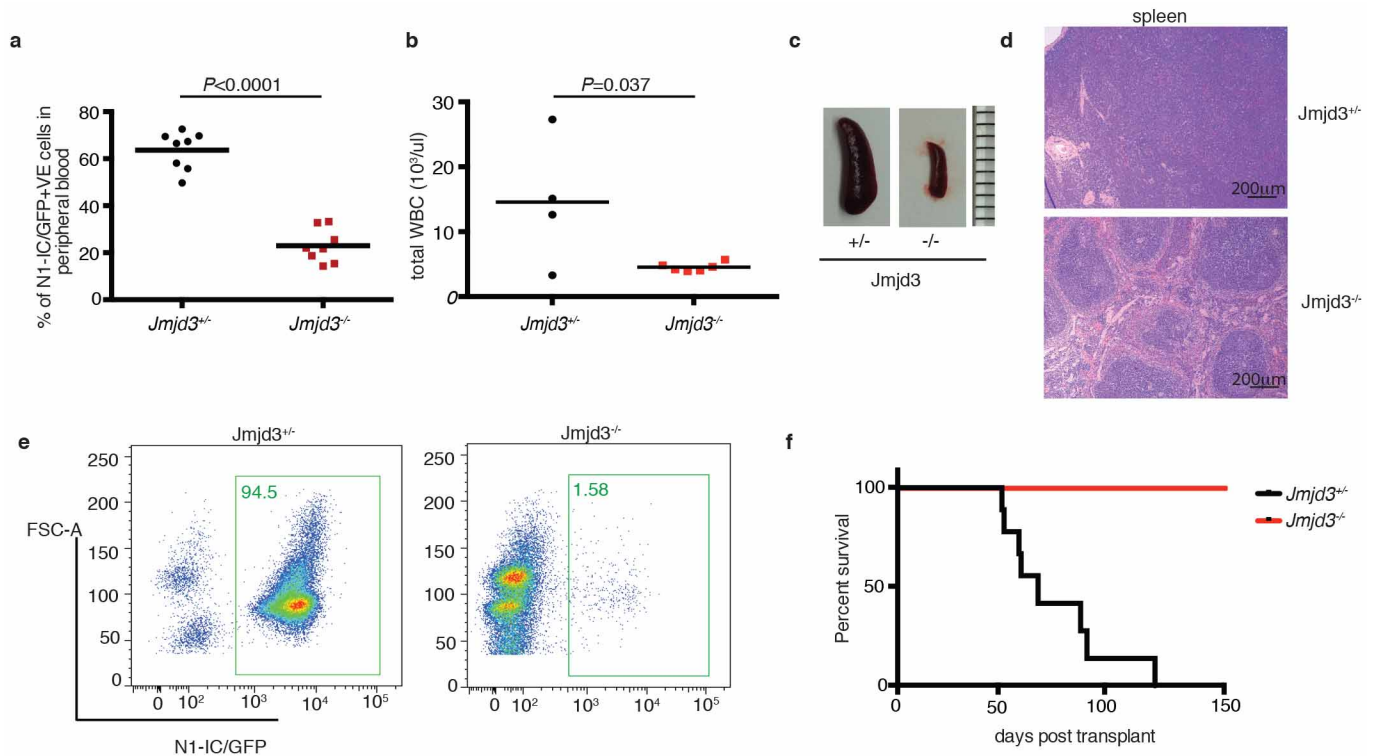 a
P<0.0001
% of N1-IC/GFP+VE cells in
peripheral blood
80
60
40
20
0
Jmjd3+/-
Jmjd3-/-
b
P=0.037
total WBC (10³/ul)
30
20
10
0
Jmjd3+/-
Jmjd3-/-
c
+/-
-/-
Jmjd3
d
spleen
Jmjd3+/-
200µm
Jmjd3-/-
200µm
e
Jmjd3+/-
250
200
150
100
50
0
94.5
FSC-A
0 10² 10³ 10⁴ 10⁵
N1-IC/GFP
Jmjd3-/-
250
200
150
100
50
0
1.58
0 10² 10³ 10⁴ 10⁵
f
Percent survival
100
50
0
0 50 100 150
days post transplant
Jmjd3+/-
Jmjd3-/-